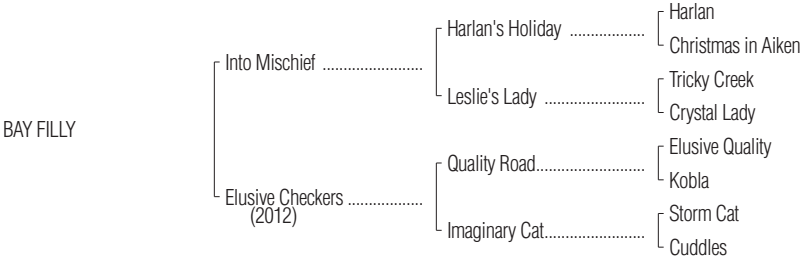 Harlan
Harlan's Holiday ..................
Christmas in Aiken
Into Mischief ........................
Tricky Creek
Leslie's Lady ........................
Crystal Lady
BAY FILLY
Elusive Quality
Quality Road..........................
Kobla
Elusive Checkers ..................
(2012)
Storm Cat
Imaginary Cat........................
Cuddles